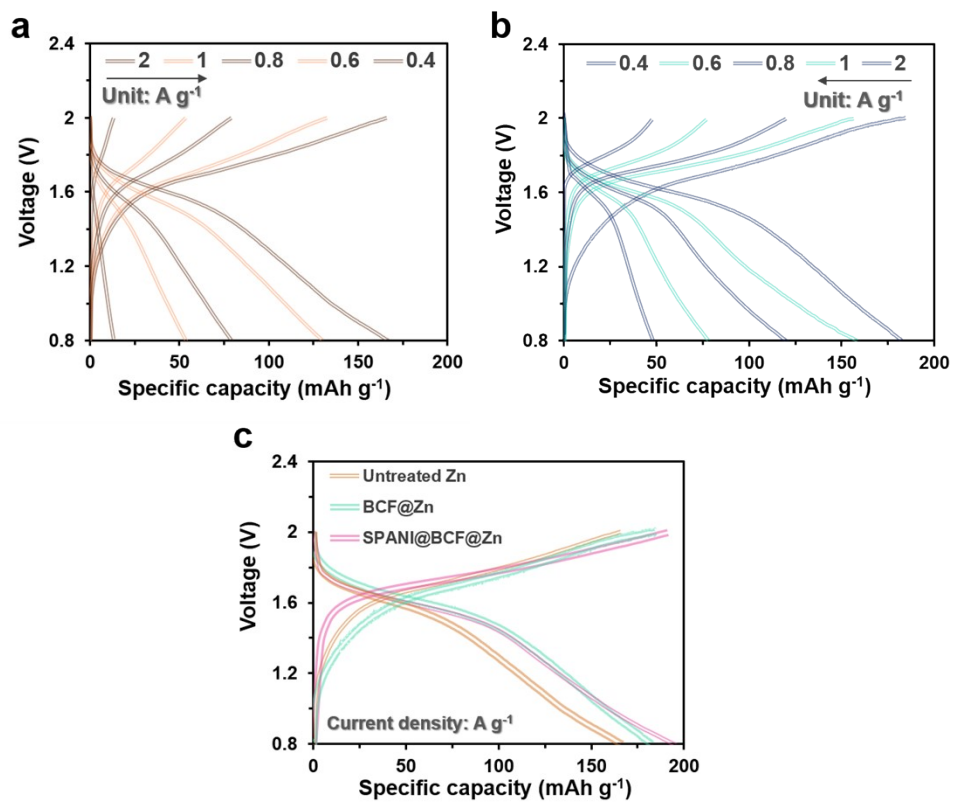 a
2.4
2 1 0.8 0.6 0.4
Unit: A g⁻¹
2
1.6
1.2
0.8
Voltage (V)
0 50 100 150 200
Specific capacity (mAh g⁻¹)
b
2.4
0.4 0.6 0.8 1 2
Unit: A g⁻¹
2
1.6
1.2
0.8
Voltage (V)
0 50 100 150 200
Specific capacity (mAh g⁻¹)
c
2.4
Untreated Zn
BCF@Zn
2
SPANI@BCF@Zn
1.6
1.2
Current density: A g⁻¹
0.8
Voltage (V)
0 50 100 150 200
Specific capacity (mAh g⁻¹)